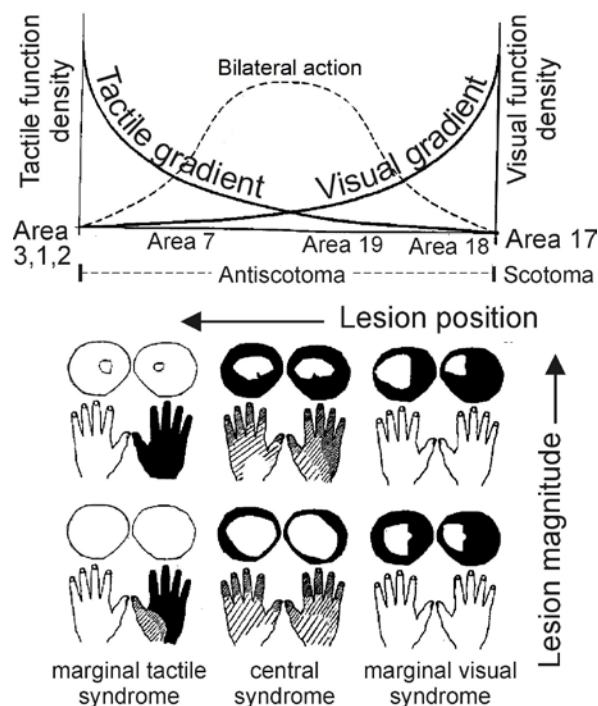 Tactile function
density
Tactile gradient
Bilateral action
Visual gradient
Visual function
density
Area
3,1,2
Area 7
Area 19
Area 18
Area 17
Antiscotoma
Scotoma
Lesion position
Lesion magnitude
marginal tactile
syndrome
central
syndrome
marginal visual
syndrome